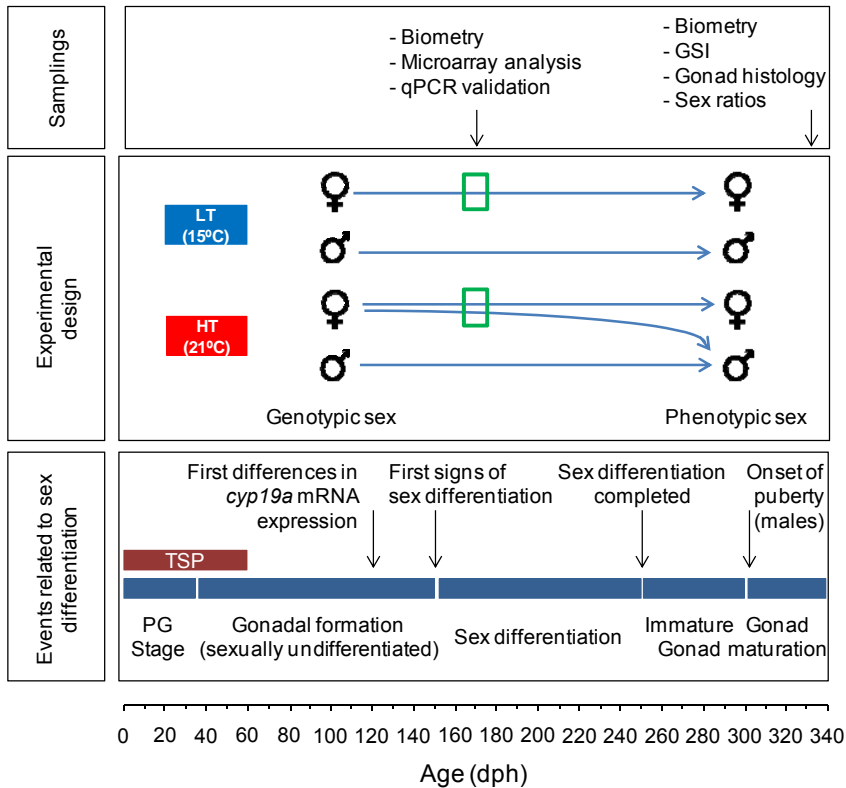 Samplings
- Biometry
- Microarray analysis
- qPCR validation
- Biometry
- GSI
- Gonad histology
- Sex ratios
Experimental
design
LT
(15ºC)
HT
(21ºC)
Genotypic sex
Phenotypic sex
Events related to sex
differentiation
First differences in
cyp19a mRNA
expression
First signs of
sex differentiation
Sex differentiation
completed
Onset of
puberty
(males)
TSP
PG
Stage
Gonadal formation
(sexually undifferentiated)
Sex differentiation
Immature
Gonad
Gonad
maturation
0 20 40 60 80 100 120 140 160 180 200 220 240 260 280 300 320 340
Age (dph)